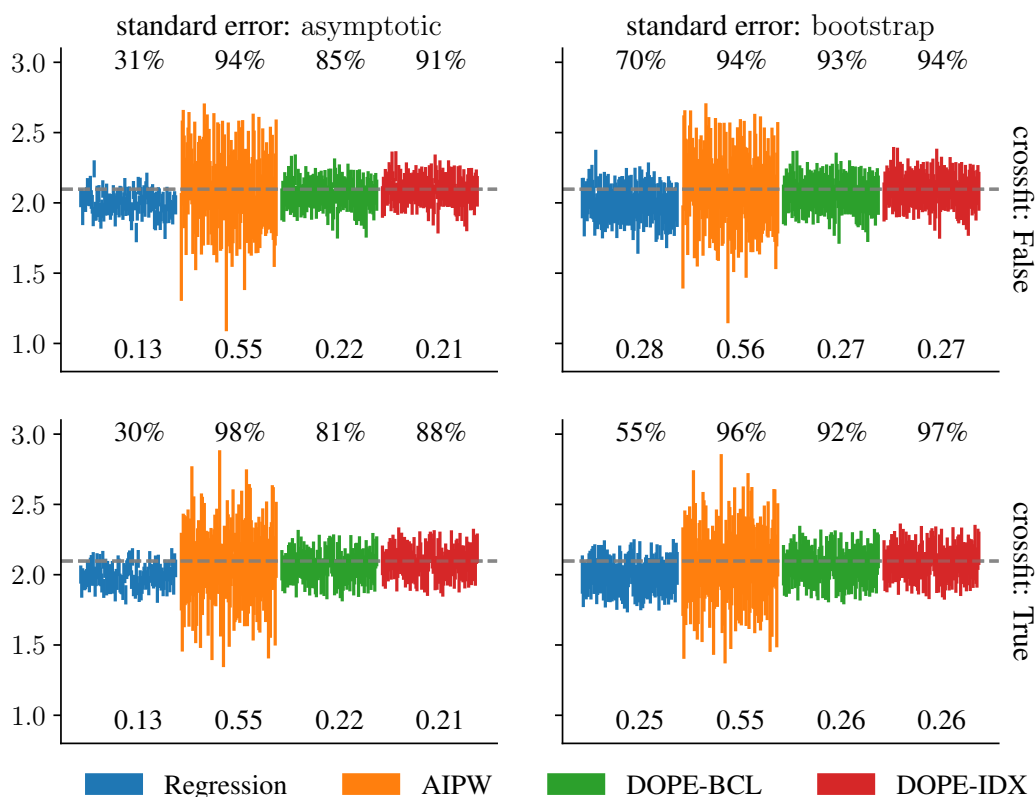 standard error: asymptotic
standard error: bootstrap
3.0
31% 94% 85% 91%
70% 94% 93% 94%
2.5
2.0
1.5
1.0
0.13 0.55 0.22 0.21
0.28 0.56 0.27 0.27
crossfit: False
3.0
30% 98% 81% 88%
55% 96% 92% 97%
2.5
2.0
1.5
1.0
0.13 0.55 0.22 0.21
0.25 0.55 0.26 0.26
crossfit: True
Regression AIPW DOPE-BCL DOPE-IDX